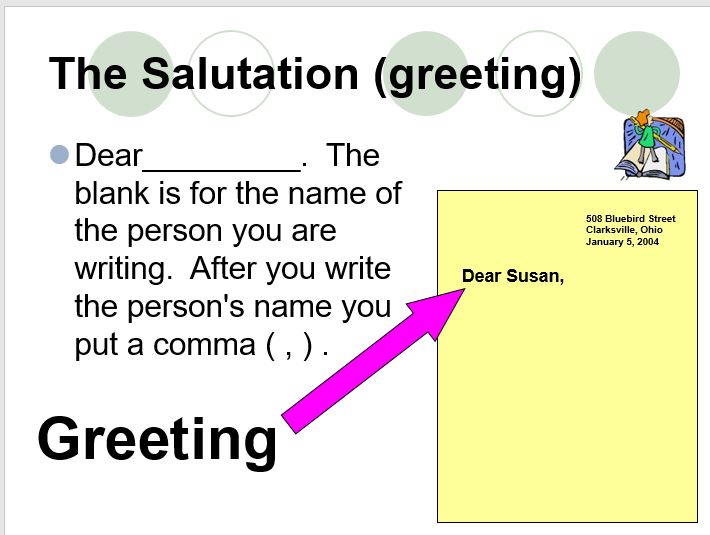 The Salutation (greeting)
Dear_________. The
blank is for the name of
the person you are
writing. After you write
the person's name you
put a comma ( , ) .
508 Bluebird Street
Clarksville, Ohio
January 5, 2004
Dear Susan,
Greeting